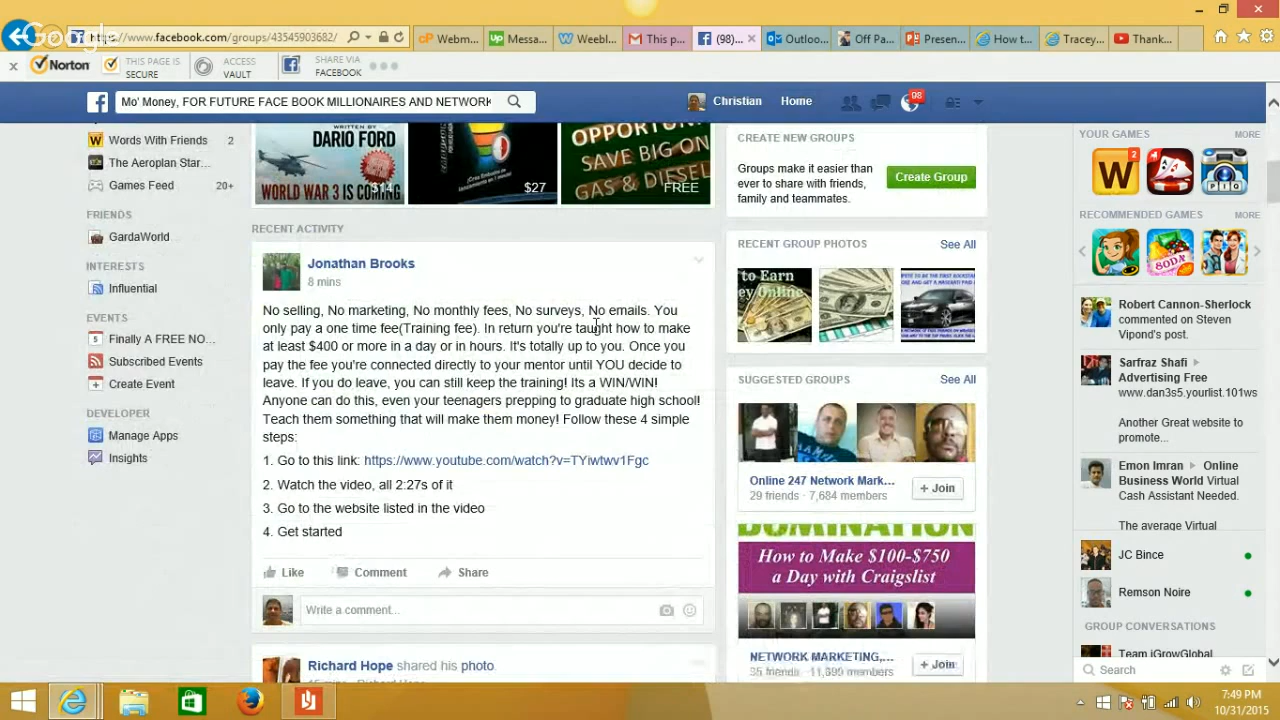 Google
https://www.facebook.com/groups/43545903682/
Webm...
Messa...
Weebl...
This p...
(98)...
Outloo...
Off Pa...
Presen...
How t...
Tracey...
Thank...
Norton
THIS PAGE IS SECURE
ACCESS VAULT
SHARE VIA FACEBOOK
Mo' Money, FOR FUTURE FACE BOOK MILLIONAIRES AND NETWORK
Christian
Home
98
Words With Friends 2
The Aeroplan Star...
Games Feed 20+
FRIENDS
GardaWorld
INTERESTS
Influential
EVENTS
Finally A FREE NO...
Subscribed Events
Create Event
DEVELOPER
Manage Apps
Insights
WRITTEN BY
DARIO FORD
WORLD WAR 3 IS COMING
$14
$27
OPPORTUN
SAVE BIG ON
GAS & DIESEL
FREE
RECENT ACTIVITY
Jonathan Brooks
8 mins
No selling, No marketing, No monthly fees, No surveys, No emails. You
only pay a one time fee(Training fee). In return you're taught how to make
at least $400 or more in a day or in hours. It's totally up to you. Once you
pay the fee you're connected directly to your mentor until YOU decide to
leave. If you do leave, you can still keep the training! Its a WIN/WIN!
Anyone can do this, even your teenagers prepping to graduate high school!
Teach them something that will make them money! Follow these 4 simple
steps:
1. Go to this link: https://www.youtube.com/watch?v=TYiwtwv1Fgc
2. Watch the video, all 2:27s of it
3. Go to the website listed in the video
4. Get started
Like
Comment
Share
Write a comment...
Richard Hope shared his photo.
CREATE NEW GROUPS
Groups make it easier than
ever to share with friends,
family and teammates.
Create Group
RECENT GROUP PHOTOS
See All
to Earn
ey Online
SUGGESTED GROUPS
See All
Online 247 Network Mark...
29 friends · 7,684 members
+ Join
DOMINATION
How to Make $100-$750
a Day with Craigslist
NETWORK MARKETING,...
+ Join
YOUR GAMES
MORE
RECOMMENDED GAMES
MORE
SODA
Robert Cannon-Sherlock
commented on Steven
Vipond's post.
Sarfraz Shafi
Advertising Free
www.dan3s5.yourlist.101ws
Another Great website to
promote...
Emon Imran Online
Business World Virtual
Cash Assistant Needed.
The average Virtual
JC Bince
Remson Noire
GROUP CONVERSATIONS
Team iGrowGlobal
Search
7:49 PM
10/31/2015